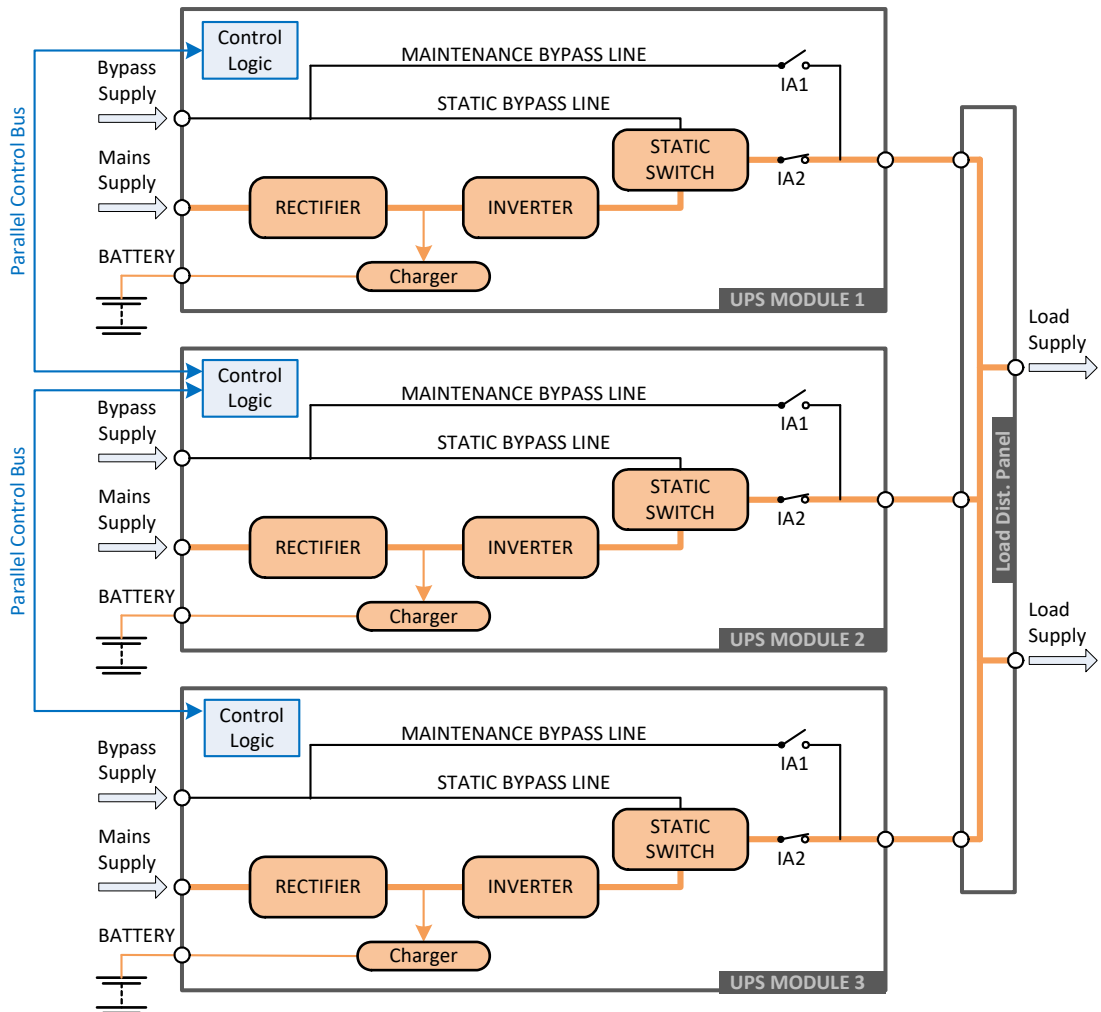 Control
Logic
MAINTENANCE BYPASS LINE
IA1
Bypass
Supply
STATIC BYPASS LINE
STATIC
SWITCH
IA2
Mains
Supply
RECTIFIER
INVERTER
BATTERY
Charger
UPS MODULE 1
Parallel Control Bus
Control
Logic
MAINTENANCE BYPASS LINE
IA1
Bypass
Supply
STATIC BYPASS LINE
STATIC
SWITCH
IA2
Mains
Supply
RECTIFIER
INVERTER
BATTERY
Charger
UPS MODULE 2
Parallel Control Bus
Control
Logic
MAINTENANCE BYPASS LINE
IA1
Bypass
Supply
STATIC BYPASS LINE
STATIC
SWITCH
IA2
Mains
Supply
RECTIFIER
INVERTER
BATTERY
Charger
UPS MODULE 3
Load Dist. Panel
Load
Supply
Load
Supply